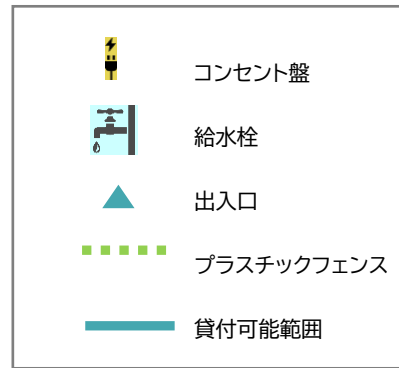 コンセント盤
給水栓
出入口
プラスチックフェンス
貸付可能範囲